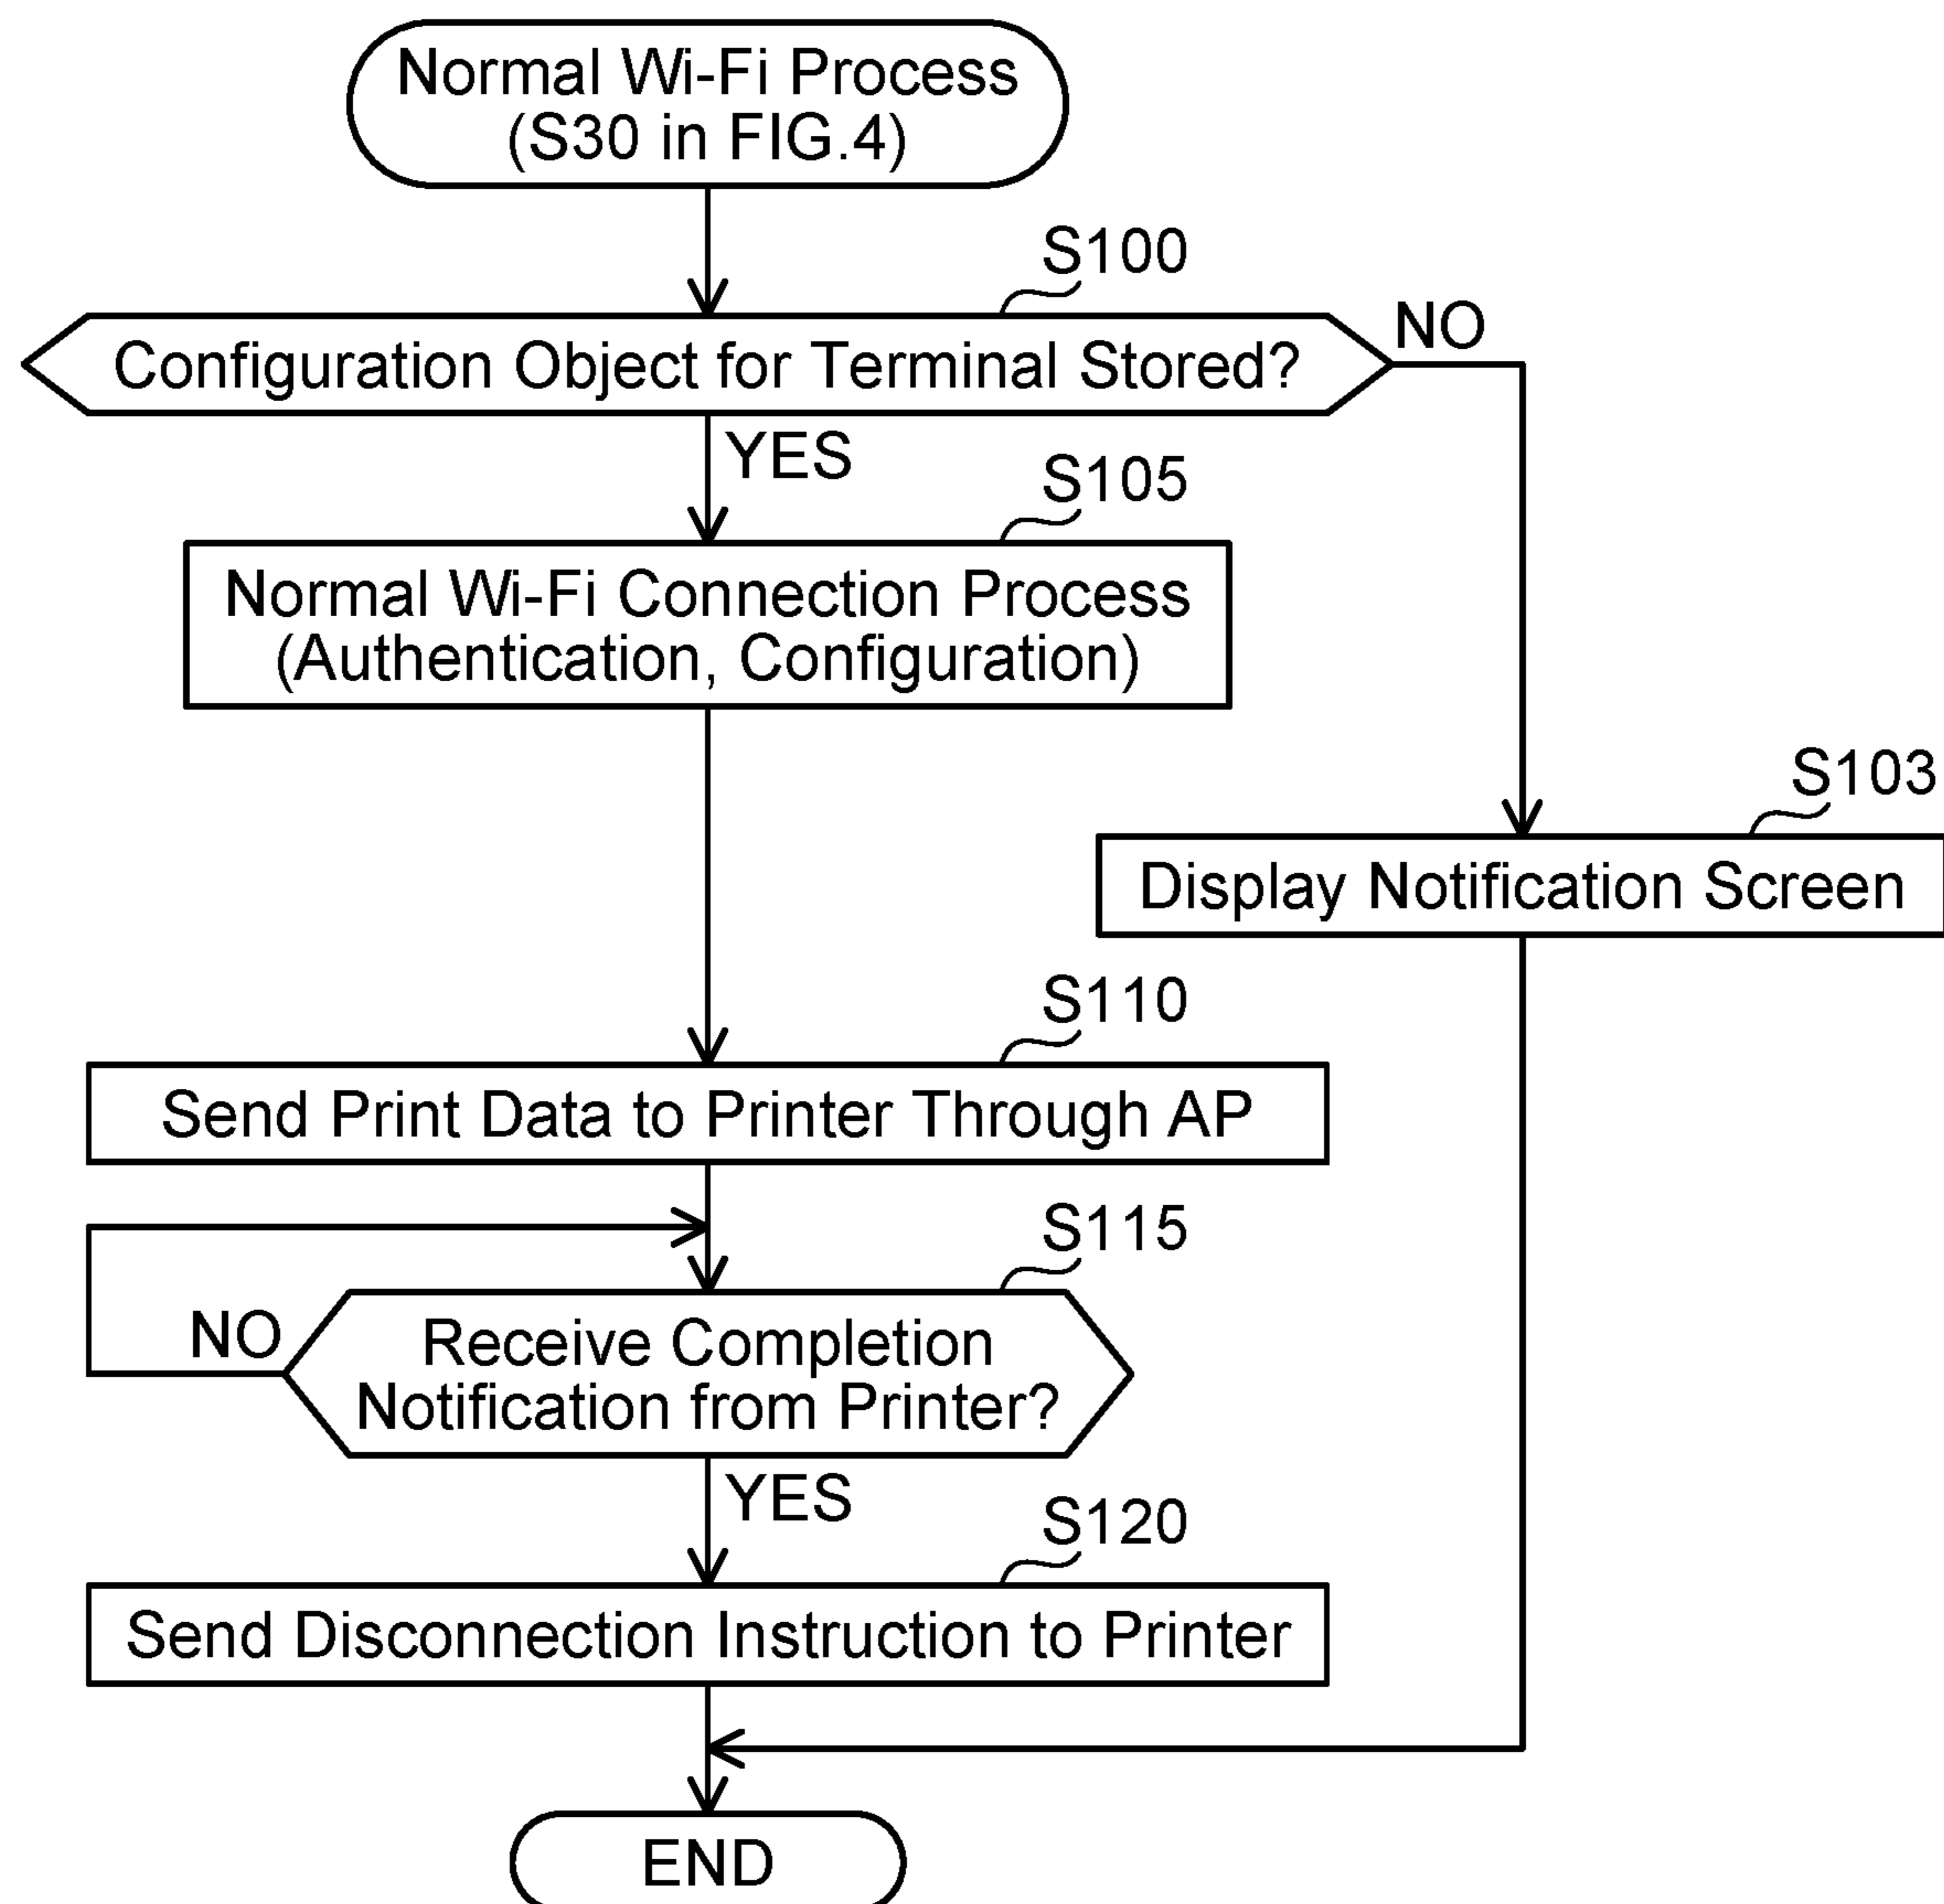 Normal Wi-Fi Process
(S30 in FIG.4)
S100
Configuration Object for Terminal Stored?
NO
YES
S105
Normal Wi-Fi Connection Process
(Authentication, Configuration)
S103
Display Notification Screen
S110
Send Print Data to Printer Through AP
S115
NO
Receive Completion
Notification from Printer?
YES
S120
Send Disconnection Instruction to Printer
END